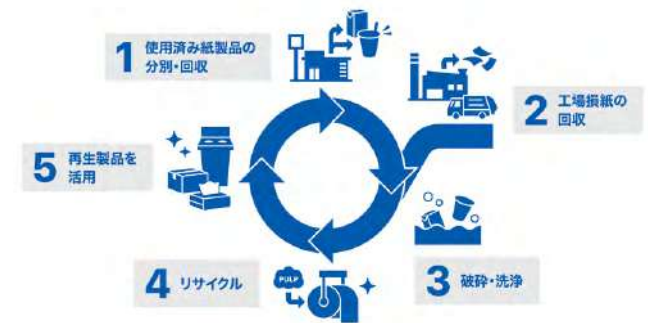 1 使用済み紙製品の
分別・回収
2 工場損紙の
回収
3 破砕・洗浄
PULP
4 リサイクル
5 再生製品を
活用